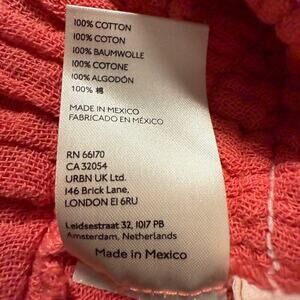 100% COTTON
100% COTON
100% BAUMWOLLE
100% COTONE
100% ALGODÓN
100% 棉
MADE IN MEXICO
FABRICADO EN MÉXICO
RN 66170
CA 32054
URBN UK Ltd.
146 Brick Lane,
LONDON E1 6RU
Leidsestraat 32, 1017 PB
Amsterdam, Netherlands
Made in Mexico